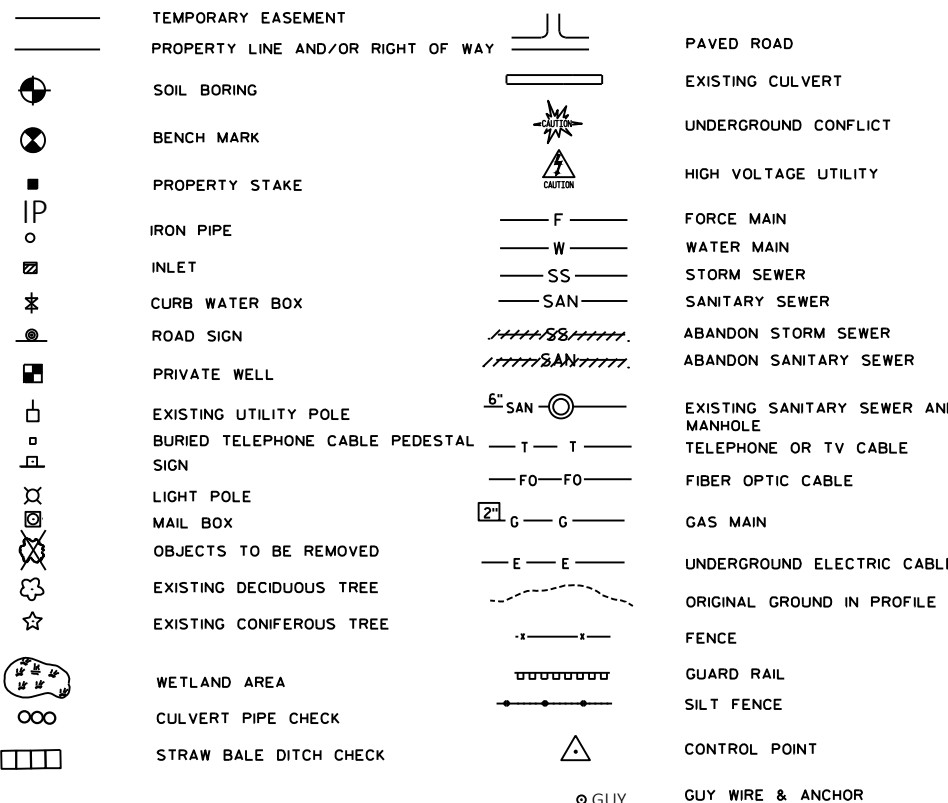 TEMPORARY EASEMENT
PROPERTY LINE AND/OR RIGHT OF WAY
SOIL BORING
BENCH MARK
PROPERTY STAKE
IP
IRON PIPE
INLET
CURB WATER BOX
ROAD SIGN
PRIVATE WELL
EXISTING UTILITY POLE
BURIED TELEPHONE CABLE PEDESTAL
SIGN
LIGHT POLE
MAIL BOX
OBJECTS TO BE REMOVED
EXISTING DECIDUOUS TREE
EXISTING CONIFEROUS TREE
WETLAND AREA
CULVERT PIPE CHECK
STRAW BALE DITCH CHECK
PAVED ROAD
EXISTING CULVERT
CAUTION UNDERGROUND CONFLICT
HIGH VOLTAGE UTILITY
CAUTION
F FORCE MAIN
W WATER MAIN
SS STORM SEWER
SAN SANITARY SEWER
SS ABANDON STORM SEWER
SAN ABANDON SANITARY SEWER
6" SAN EXISTING SANITARY SEWER AN
MANHOLE
T T TELEPHONE OR TV CABLE
FO FO FIBER OPTIC CABLE
2" G G GAS MAIN
E E UNDERGROUND ELECTRIC CABL
ORIGINAL GROUND IN PROFILE
x x FENCE
GUARD RAIL
SILT FENCE
CONTROL POINT
GUY GUY WIRE & ANCHOR